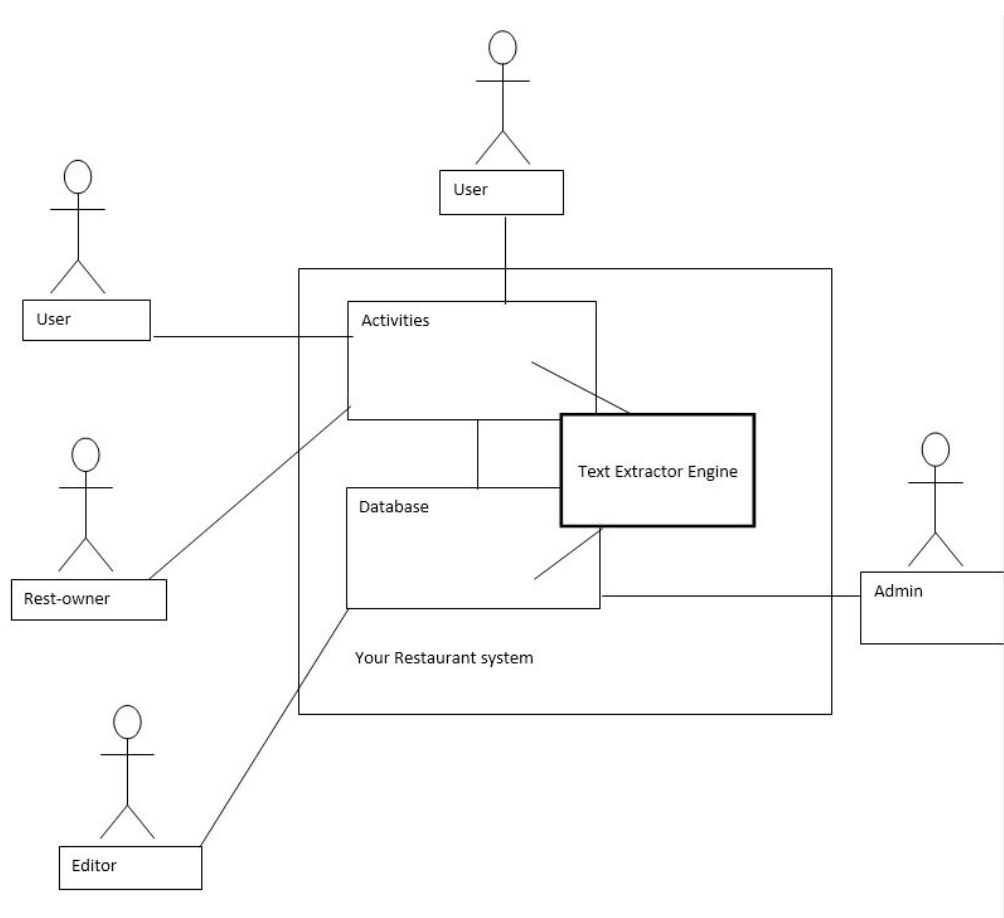 User
User
Activities
Text Extractor Engine
Rest-owner
Database
Admin
Your Restaurant system
Editor